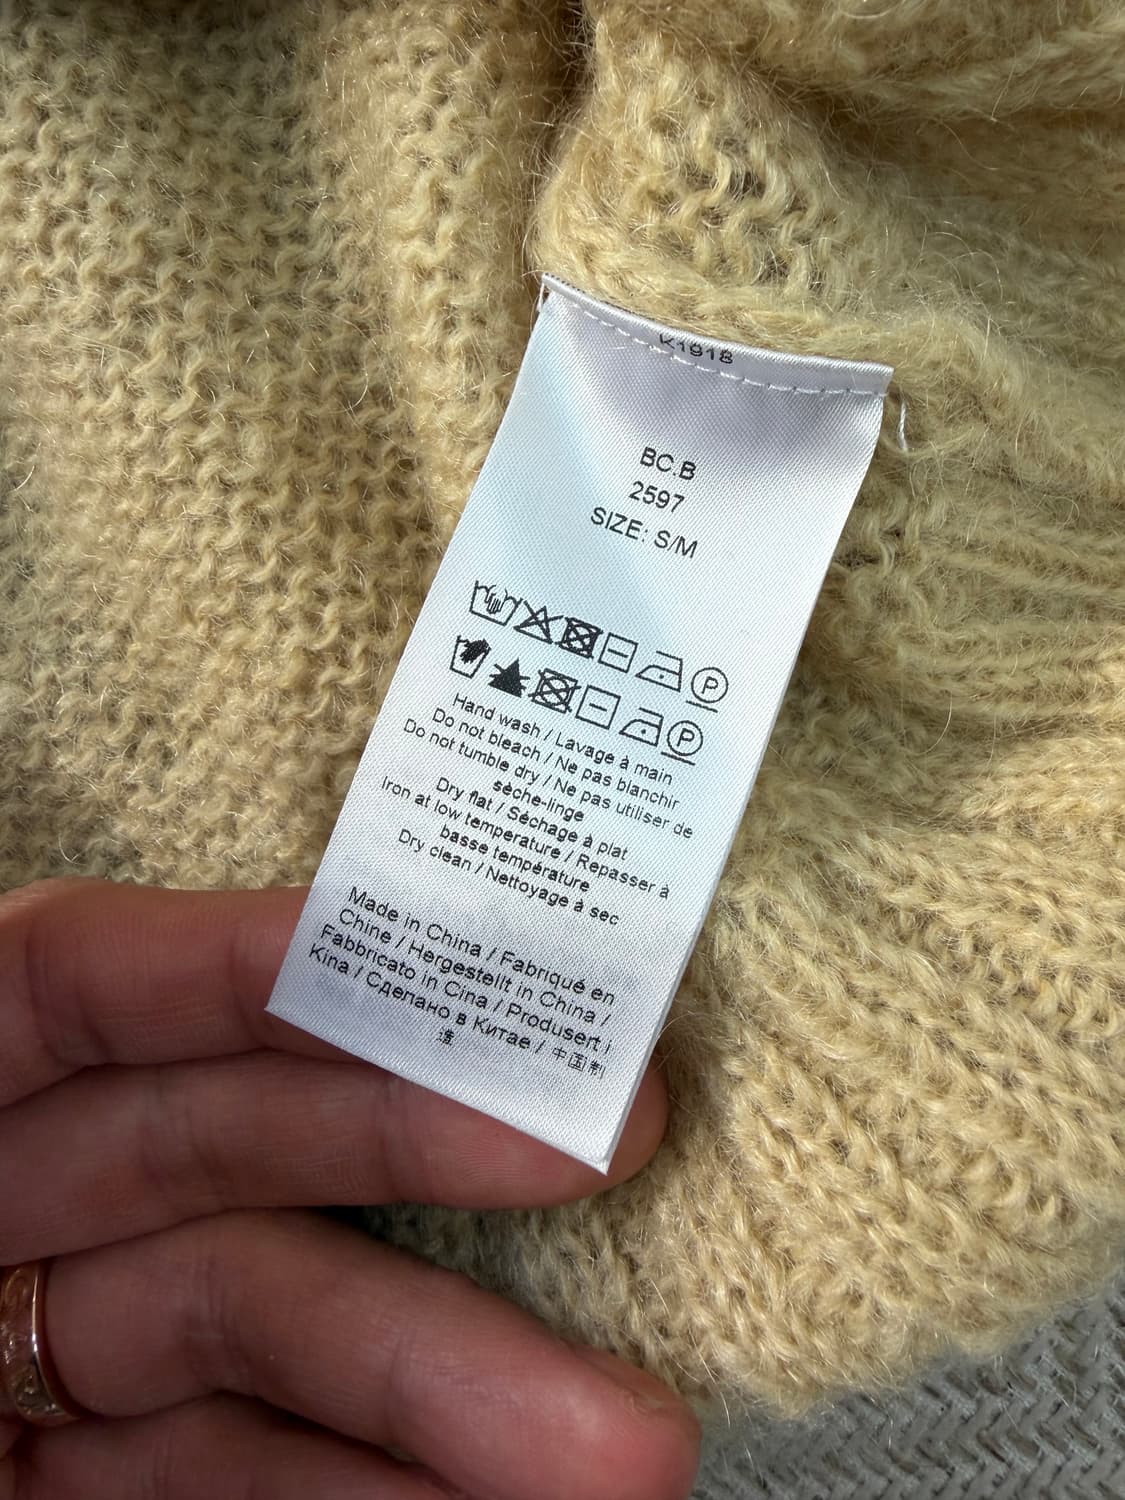 K1918
BC.B
2597
SIZE: S/M
P
P
Hand wash / Lavage à main
Do not bleach / Ne pas blanchir
Do not tumble dry / Ne pas utiliser de
sèche-linge
Dry flat / Séchage à plat
Iron at low temperature / Repasser à
basse température
Dry clean / Nettoyage à sec
Made in China / Fabriqué en
Chine / Hergestellt in China /
Fabbricato in Cina / Produsert i
Kina / Сделано в Китае / 中国制
造